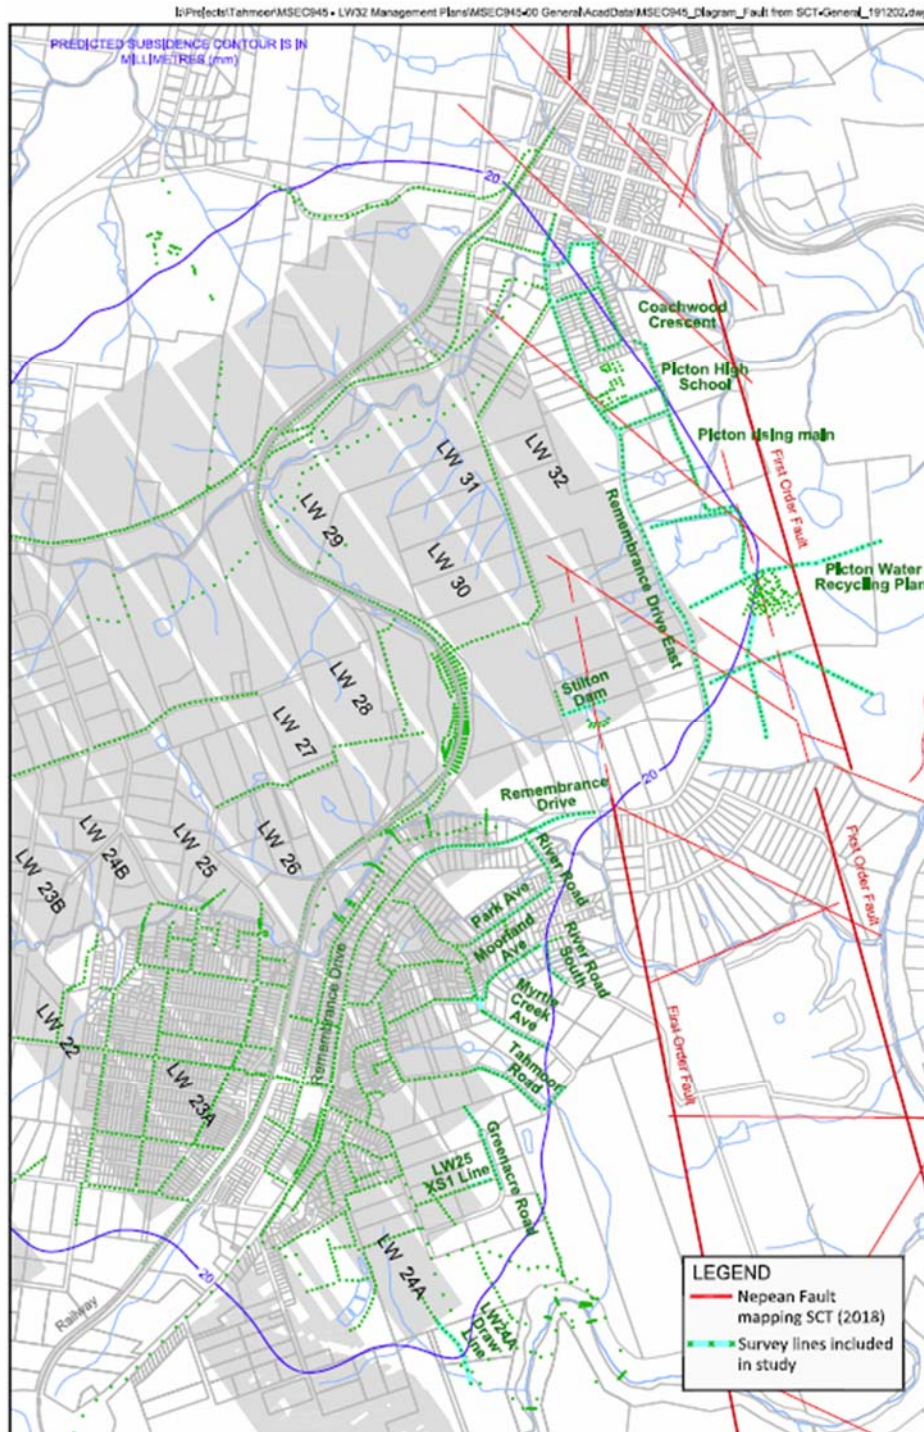 I:\Projects\Tahmoor\MSEC945 - LW32 Management Plans\MSEC945-00 General\AcadData\MSEC945_Diagram_Fault from SCT-General_191202.dw
PREDICTED SUBSIDENCE CONTOUR IS IN
MILLIMETRES (mm)
20
Coachwood
Crescent
Picton High
School
Picton rising main
First Order Fault
LW 32
LW 31
LW 29
LW 30
Remembrance Drive East
Picton Water
Recycling Plan
Stilton
Dam
LW 28
LW 27
20
Remembrance
Drive
LW 26
LW 25
LW 24B
LW 23B
River Road
First Order Fault
Park Ave
Moorland
Ave
River Road
South
Myrtle
Creek
Ave
Remembrance Drive
First Order Fault
LW 22
LW 23A
Tahmoor
Road
Greenacre Road
LW25
XS1 Line
20
LW 24A
LW24A
Draw
Line
Railway
LEGEND
Nepean Fault
mapping SCT (2018)
Survey lines included
in study